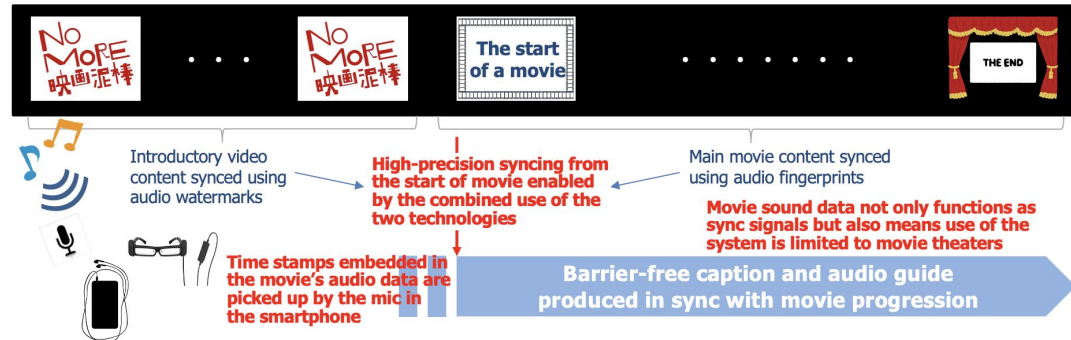 NO
MORE
映画泥棒
NO
MORE
映画泥棒
The start
of a movie
THE END
Introductory video
content synced using
audio watermarks
High-precision syncing from
the start of movie enabled
by the combined use of the
two technologies
Main movie content synced
using audio fingerprints
Movie sound data not only functions as
sync signals but also means use of the
system is limited to movie theaters
Time stamps embedded in
the movie's audio data are
picked up by the mic in
the smartphone
Barrier-free caption and audio guide
produced in sync with movie progression